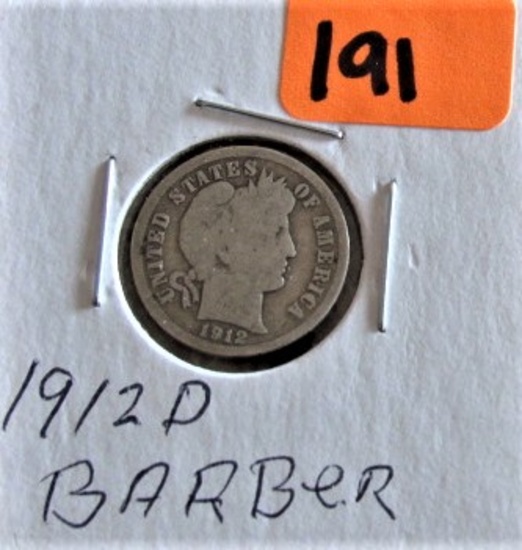 191
UNITED STATES OF AMERICA
1912
1912D
BARBeR